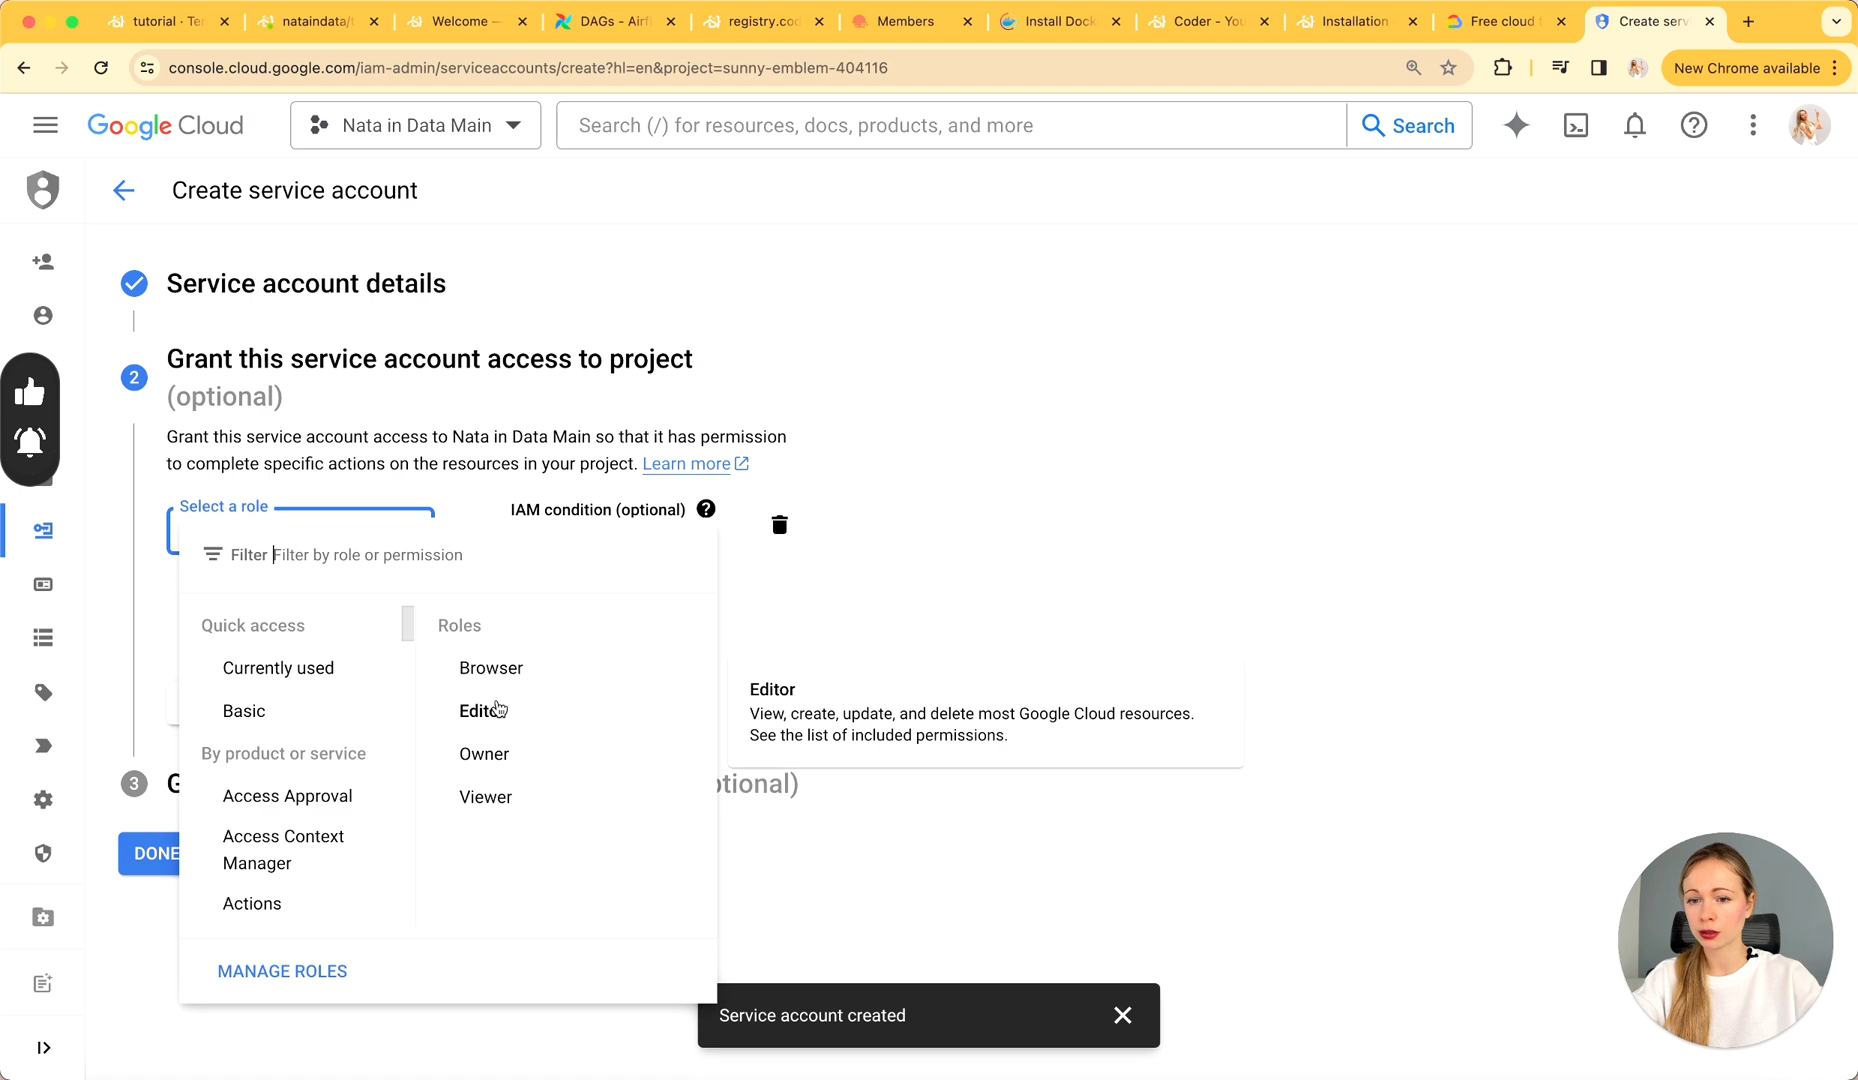 tutorial · Te
nataindata/t
Welcome —
DAGs - Airf
registry.cod
Members
Install Dock
Coder - You
Installation
Free cloud t
Create serv
console.cloud.google.com/iam-admin/serviceaccounts/create?hl=en&project=sunny-emblem-404116
New Chrome available
Google Cloud
Nata in Data Main
Search (/) for resources, docs, products, and more
Search
Create service account
Service account details
2
Grant this service account access to project
(optional)
Grant this service account access to Nata in Data Main so that it has permission
to complete specific actions on the resources in your project. Learn more
Select a role
IAM condition (optional)
Filter Filter by role or permission
Quick access
Currently used
Basic
By product or service
Access Approval
Access Context
Manager
Actions
Roles
Browser
Editor
Owner
Viewer
Editor
View, create, update, and delete most Google Cloud resources.
See the list of included permissions.
3
G
ptional)
DONE
MANAGE ROLES
Service account created